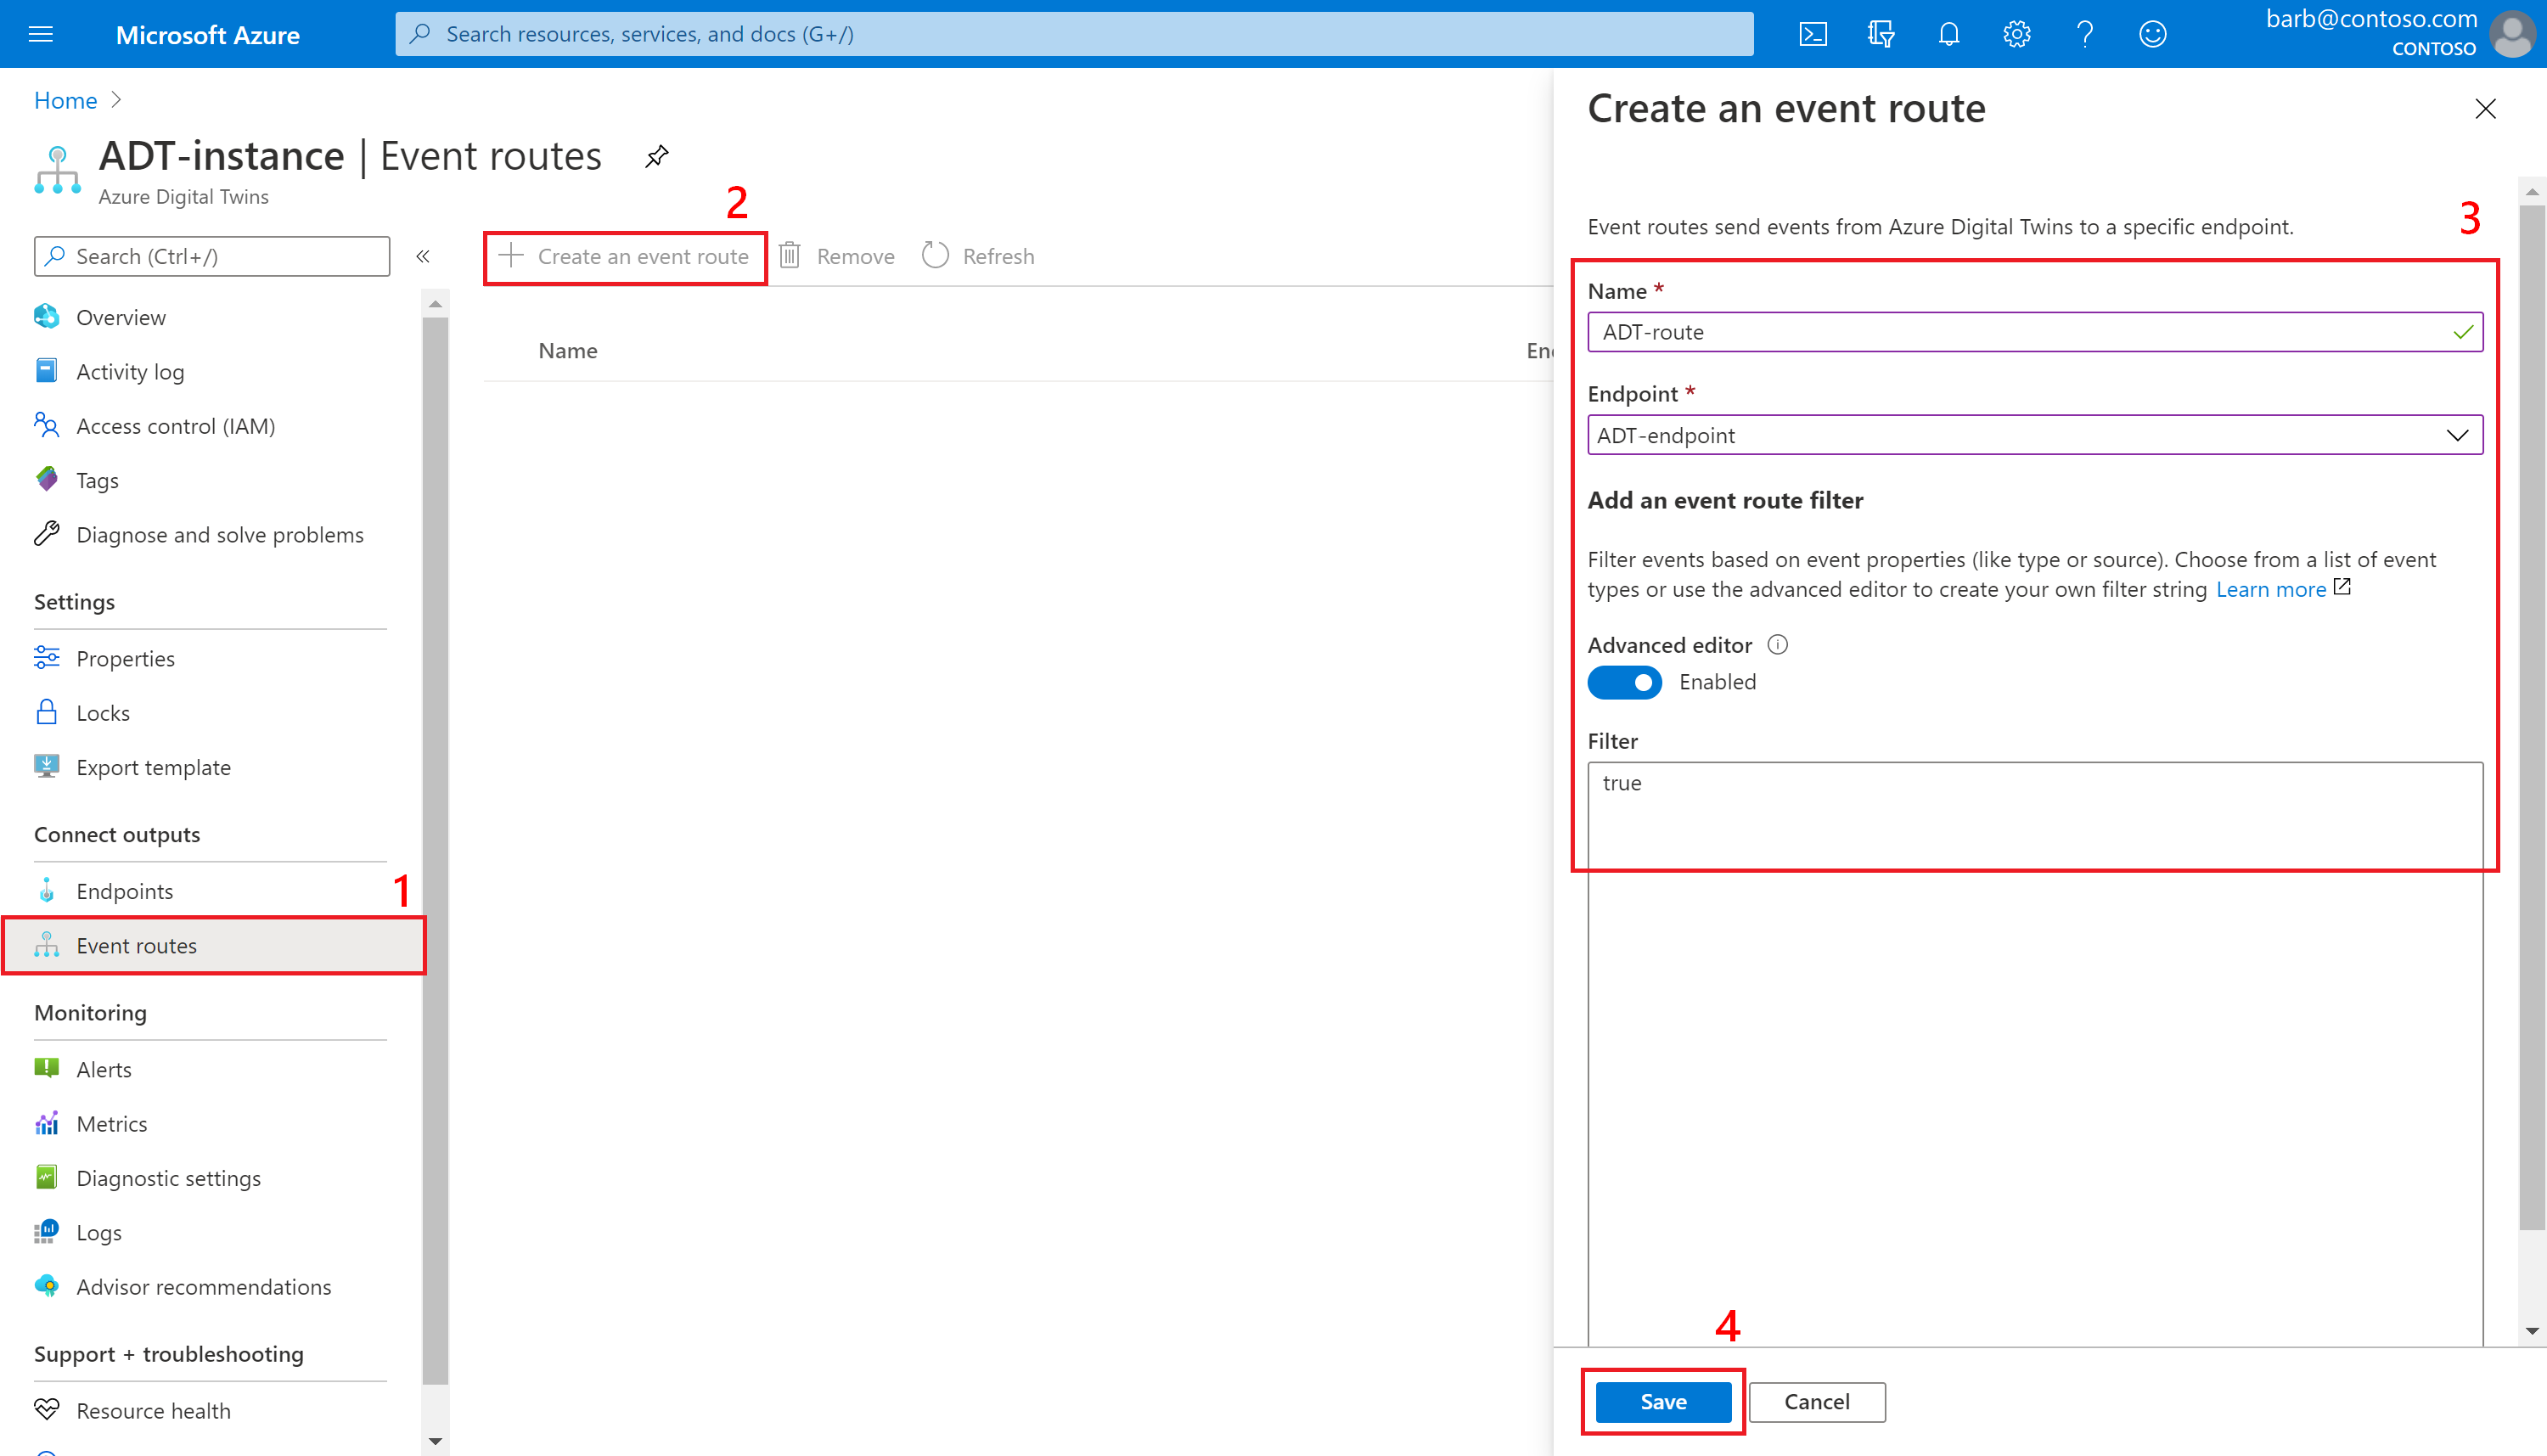 Microsoft Azure
Search resources, services, and docs (G+/)
barb@contoso.com
CONTOSO
Home
ADT-instance | Event routes
Azure Digital Twins
Search (Ctrl+/)
«
Overview
Activity log
Access control (IAM)
Tags
Diagnose and solve problems
Settings
Properties
Locks
Export template
Connect outputs
Endpoints
1
Event routes
Monitoring
Alerts
Metrics
Diagnostic settings
Logs
Advisor recommendations
Support + troubleshooting
Resource health
2
Create an event route
Remove
Refresh
Name
Create an event route
Event routes send events from Azure Digital Twins to a specific endpoint.
3
Name *
ADT-route
Endpoint *
ADT-endpoint
Add an event route filter
Filter events based on event properties (like type or source). Choose from a list of event
types or use the advanced editor to create your own filter string Learn more
Advanced editor
Enabled
Filter
true
4
Save
Cancel